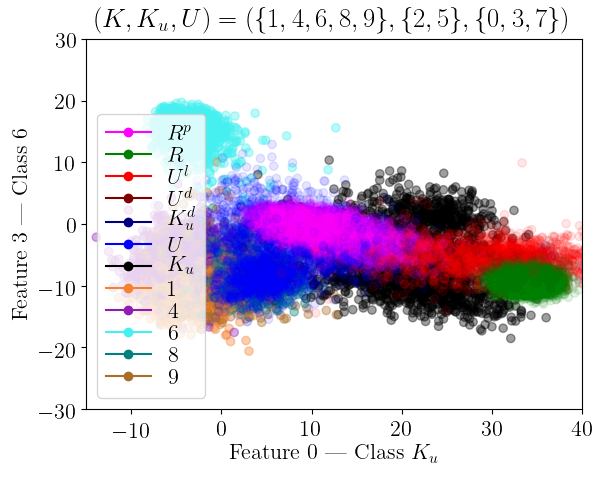 (K, K_u, U) = ({1, 4, 6, 8, 9}, {2, 5}, {0, 3, 7})
30
20
10
0
−10
−20
−30
Feature 3 — Class 6
R^p
R
U^l
U^d
K_u^d
U
K_u
1
4
6
8
9
−10
0
10
20
30
40
Feature 0 — Class K_u